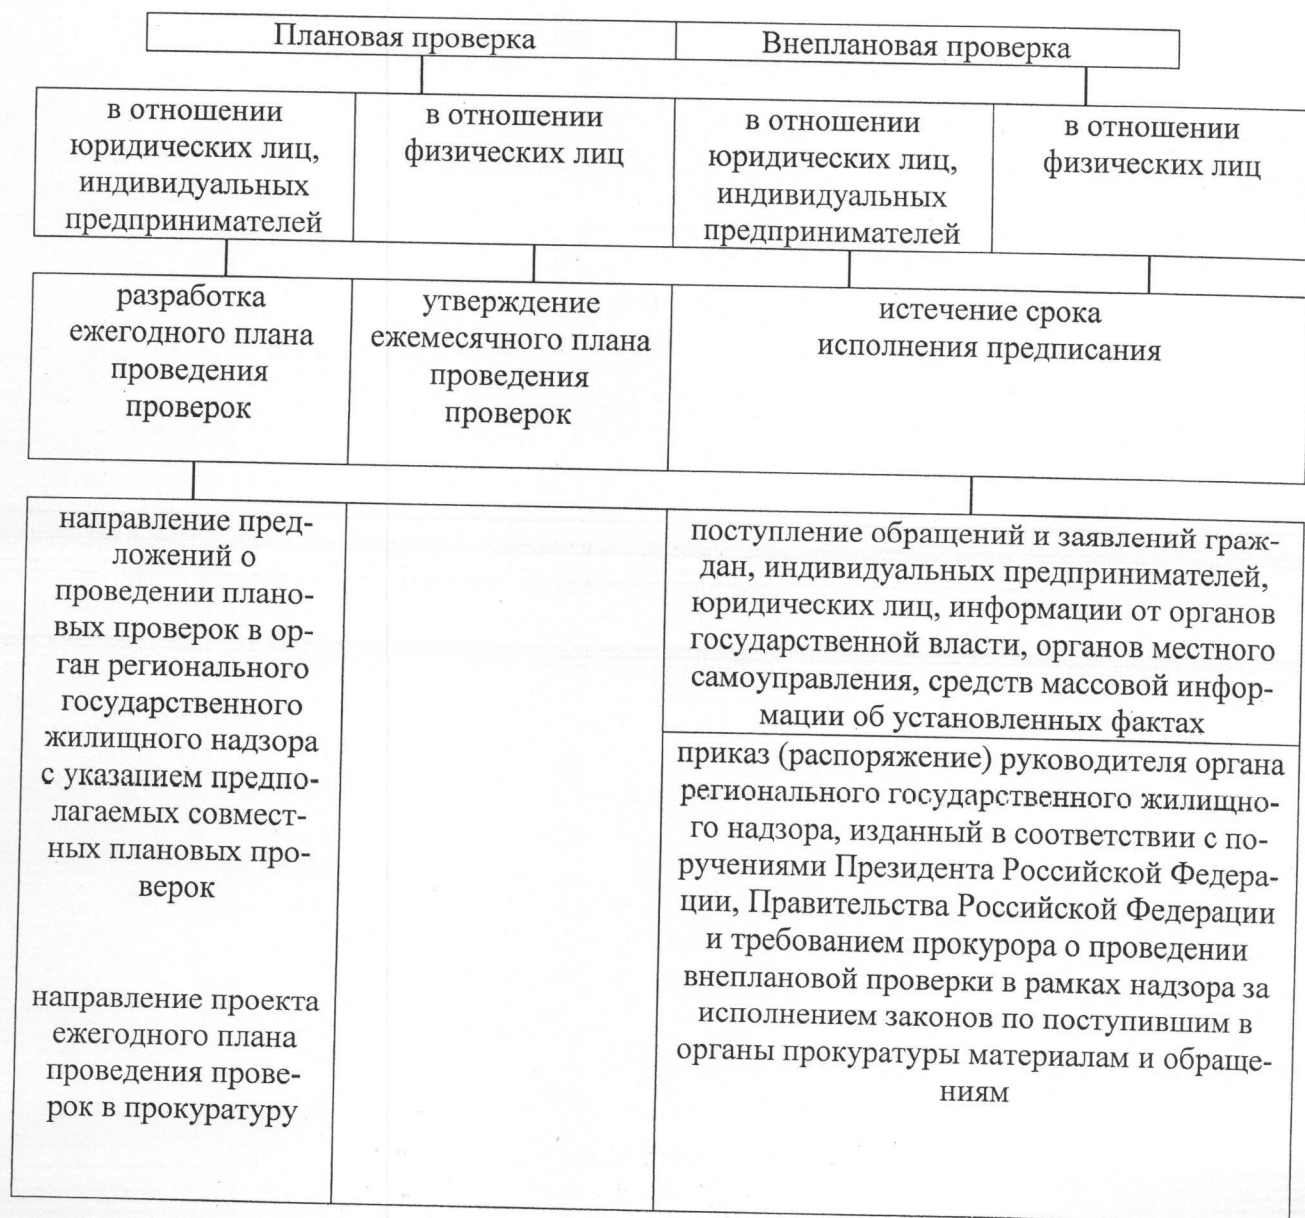 Плановая проверка
Внеплановая проверка
в отношении
юридических лиц,
индивидуальных
предпринимателей
в отношении
физических лиц
в отношении
юридических лиц,
индивидуальных
предпринимателей
в отношении
физических лиц
разработка
ежегодного плана
проведения
проверок
утверждение
ежемесячного плана
проведения
проверок
истечение срока
исполнения предписания
направление пред-
ложений о
проведении плано-
вых проверок в ор-
ган регионального
государственного
жилищного надзора
с указанием предпо-
лагаемых совмест-
ных плановых про-
верок
направление проекта
ежегодного плана
проведения прове-
рок в прокуратуру
поступление обращений и заявлений граж-
дан, индивидуальных предпринимателей,
юридических лиц, информации от органов
государственной власти, органов местного
самоуправления, средств массовой инфор-
мации об установленных фактах
приказ (распоряжение) руководителя органа
регионального государственного жилищно-
го надзора, изданный в соответствии с по-
ручениями Президента Российской Федера-
ции, Правительства Российской Федерации
и требованием прокурора о проведении
внеплановой проверки в рамках надзора за
исполнением законов по поступившим в
органы прокуратуры материалам и обраще-
ниям